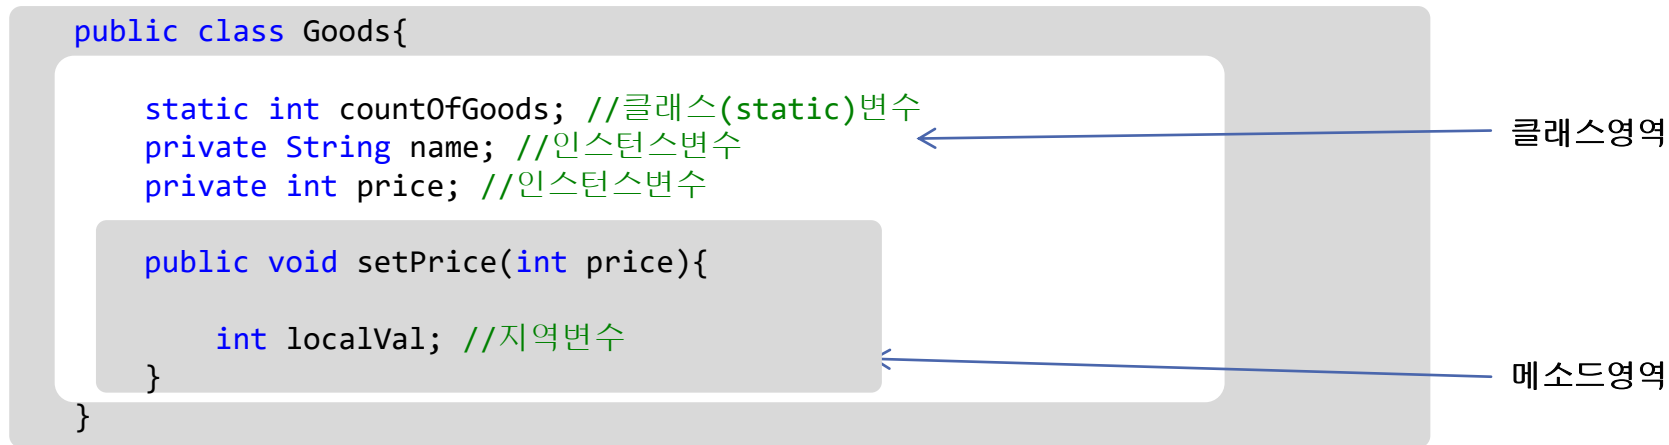 public class Goods{
static int countOfGoods; //클래스(static)변수
private String name; //인스턴스변수
클래스영역
private int price; //인스턴스변수
public void setPrice(int price){
int localVal; //지역변수
}
메소드영역
}